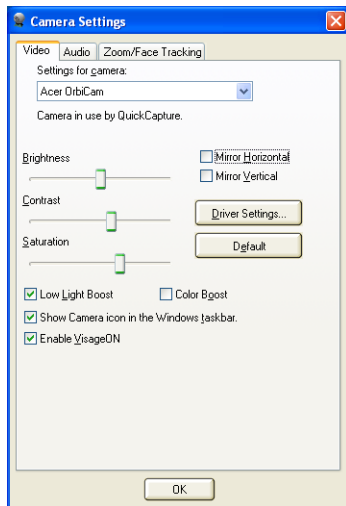 Camera Settings
Video Audio Zoom/Face Tracking
Settings for camera:
Acer OrbiCam
Camera in use by QuickCapture.
Brightness
Mirror Horizontal
Mirror Vertical
Contrast
Driver Settings...
Saturation
Default
Low Light Boost Color Boost
Show Camera icon in the Windows taskbar.
Enable VisageON
OK